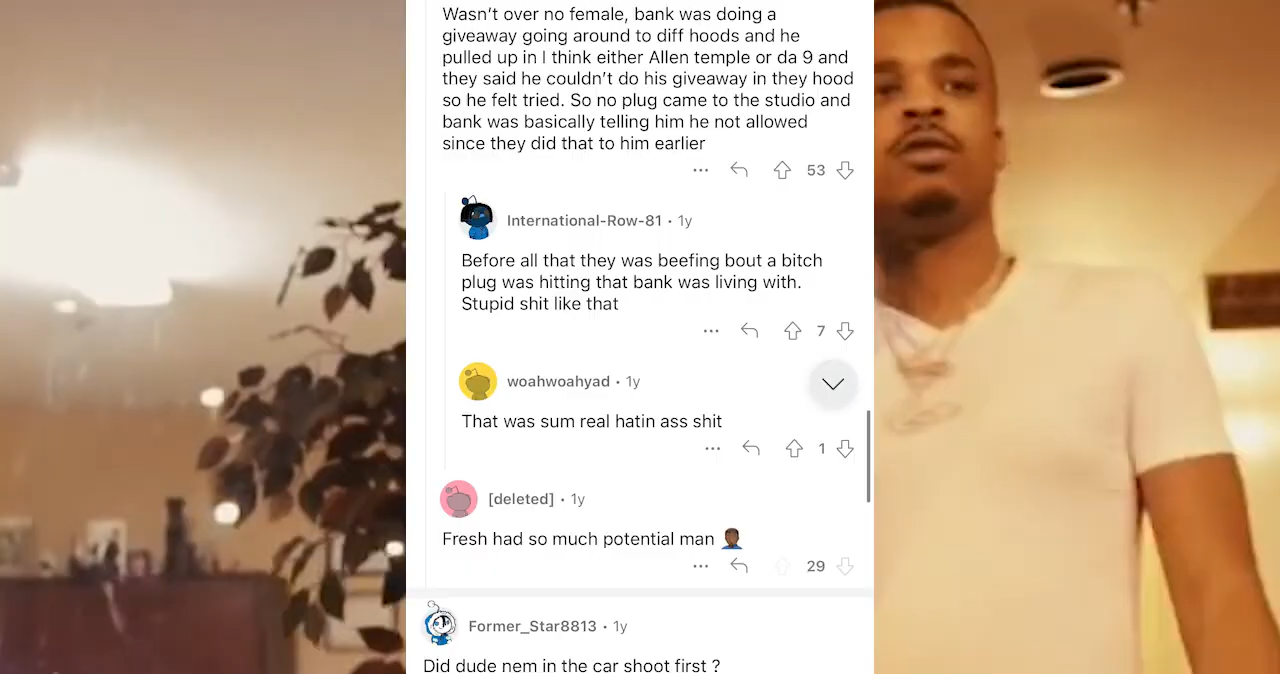 Wasn't over no female, bank was doing a
giveaway going around to diff hoods and he
pulled up in I think either Allen temple or da 9 and
they said he couldn't do his giveaway in they hood
so he felt tried. So no plug came to the studio and
bank was basically telling him he not allowed
since they did that to him earlier
53
International-Row-81 • 1y
Before all that they was beefing bout a bitch
plug was hitting that bank was living with.
Stupid shit like that
7
woahwoahyad • 1y
That was sum real hatin ass shit
1
[deleted] • 1y
Fresh had so much potential man 🤦🏾‍♂️
29
Former_Star8813 • 1y
Did dude nem in the car shoot first ?